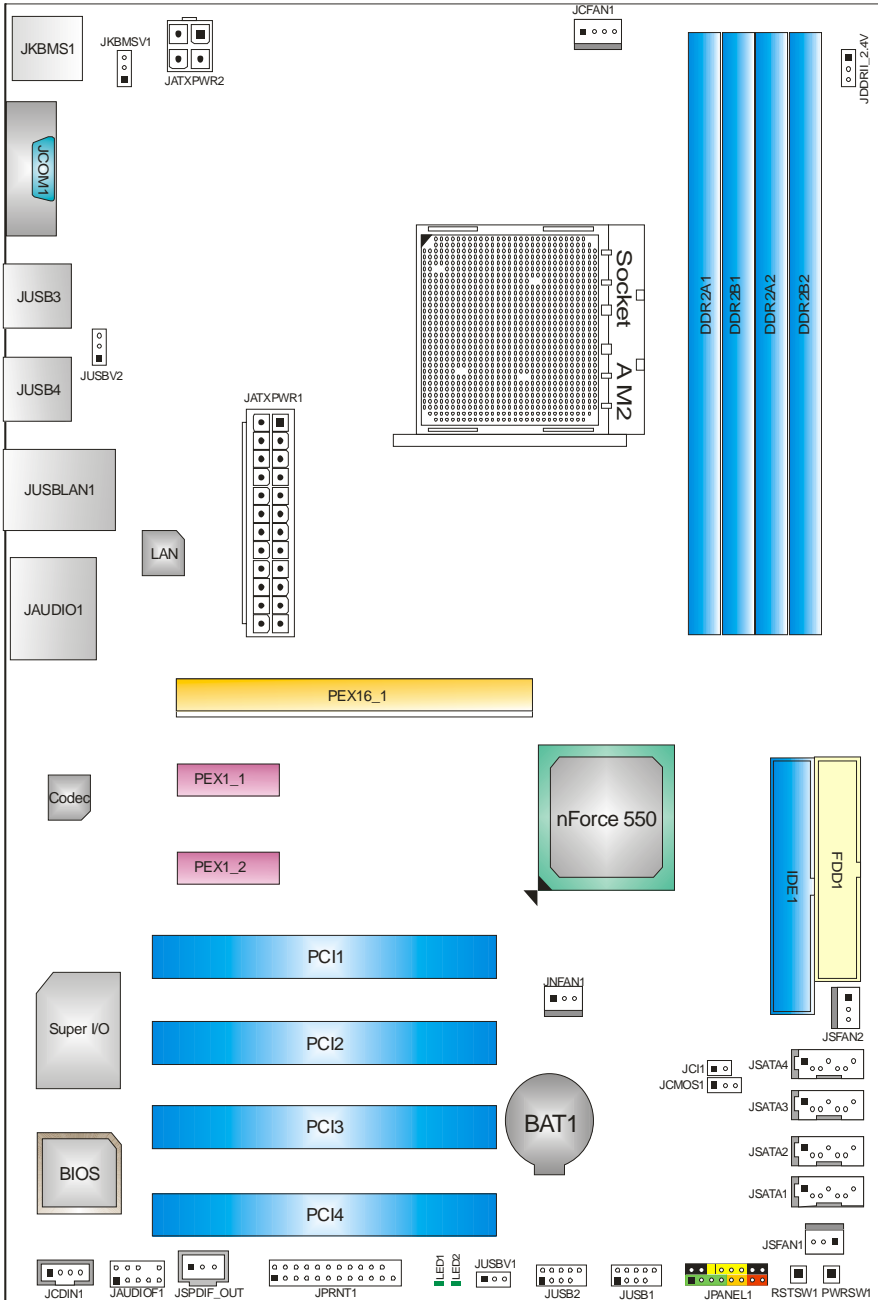 JCFAN1
JKBMS1
JKBMSV1
JATXPWR2
JDDRII_2.4V
JCOM1
Socket AM2
JUSB3
JUSBV2
JUSB4
DDR2A1
DDR2B1
DDR2A2
DDR2B2
JATXPWR1
JUSBLAN1
LAN
JAUDIO1
PEX16_1
PEX1_1
Codec
nForce 550
PEX1_2
IDE1
FDD1
PCI1
JNFAN1
Super I/O
PCI2
JSFAN2
JCI1
JSATA4
JCMOS1
JSATA3
PCI3
BAT1
JSATA2
BIOS
JSATA1
PCI4
JSFAN1
LED1
LED2
JUSBV1
JCDIN1
JAUDIOF1
JSPDIF_OUT
JPRNT1
JUSB2
JUSB1
JPANEL1
RSTSW1
PWRSW1